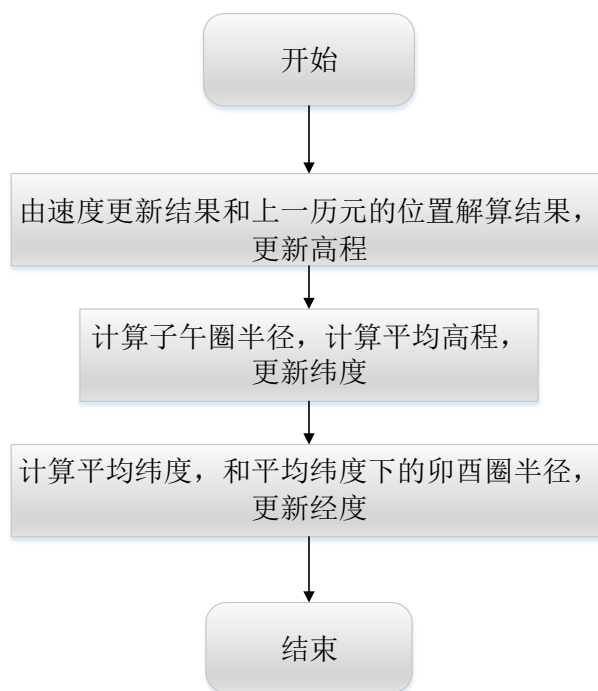 开始
由速度更新结果和上一历元的位置解算结果，
更新高程
计算子午圈半径，计算平均高程，
更新纬度
计算平均纬度，和平均纬度下的卯酉圈半径，
更新经度
结束